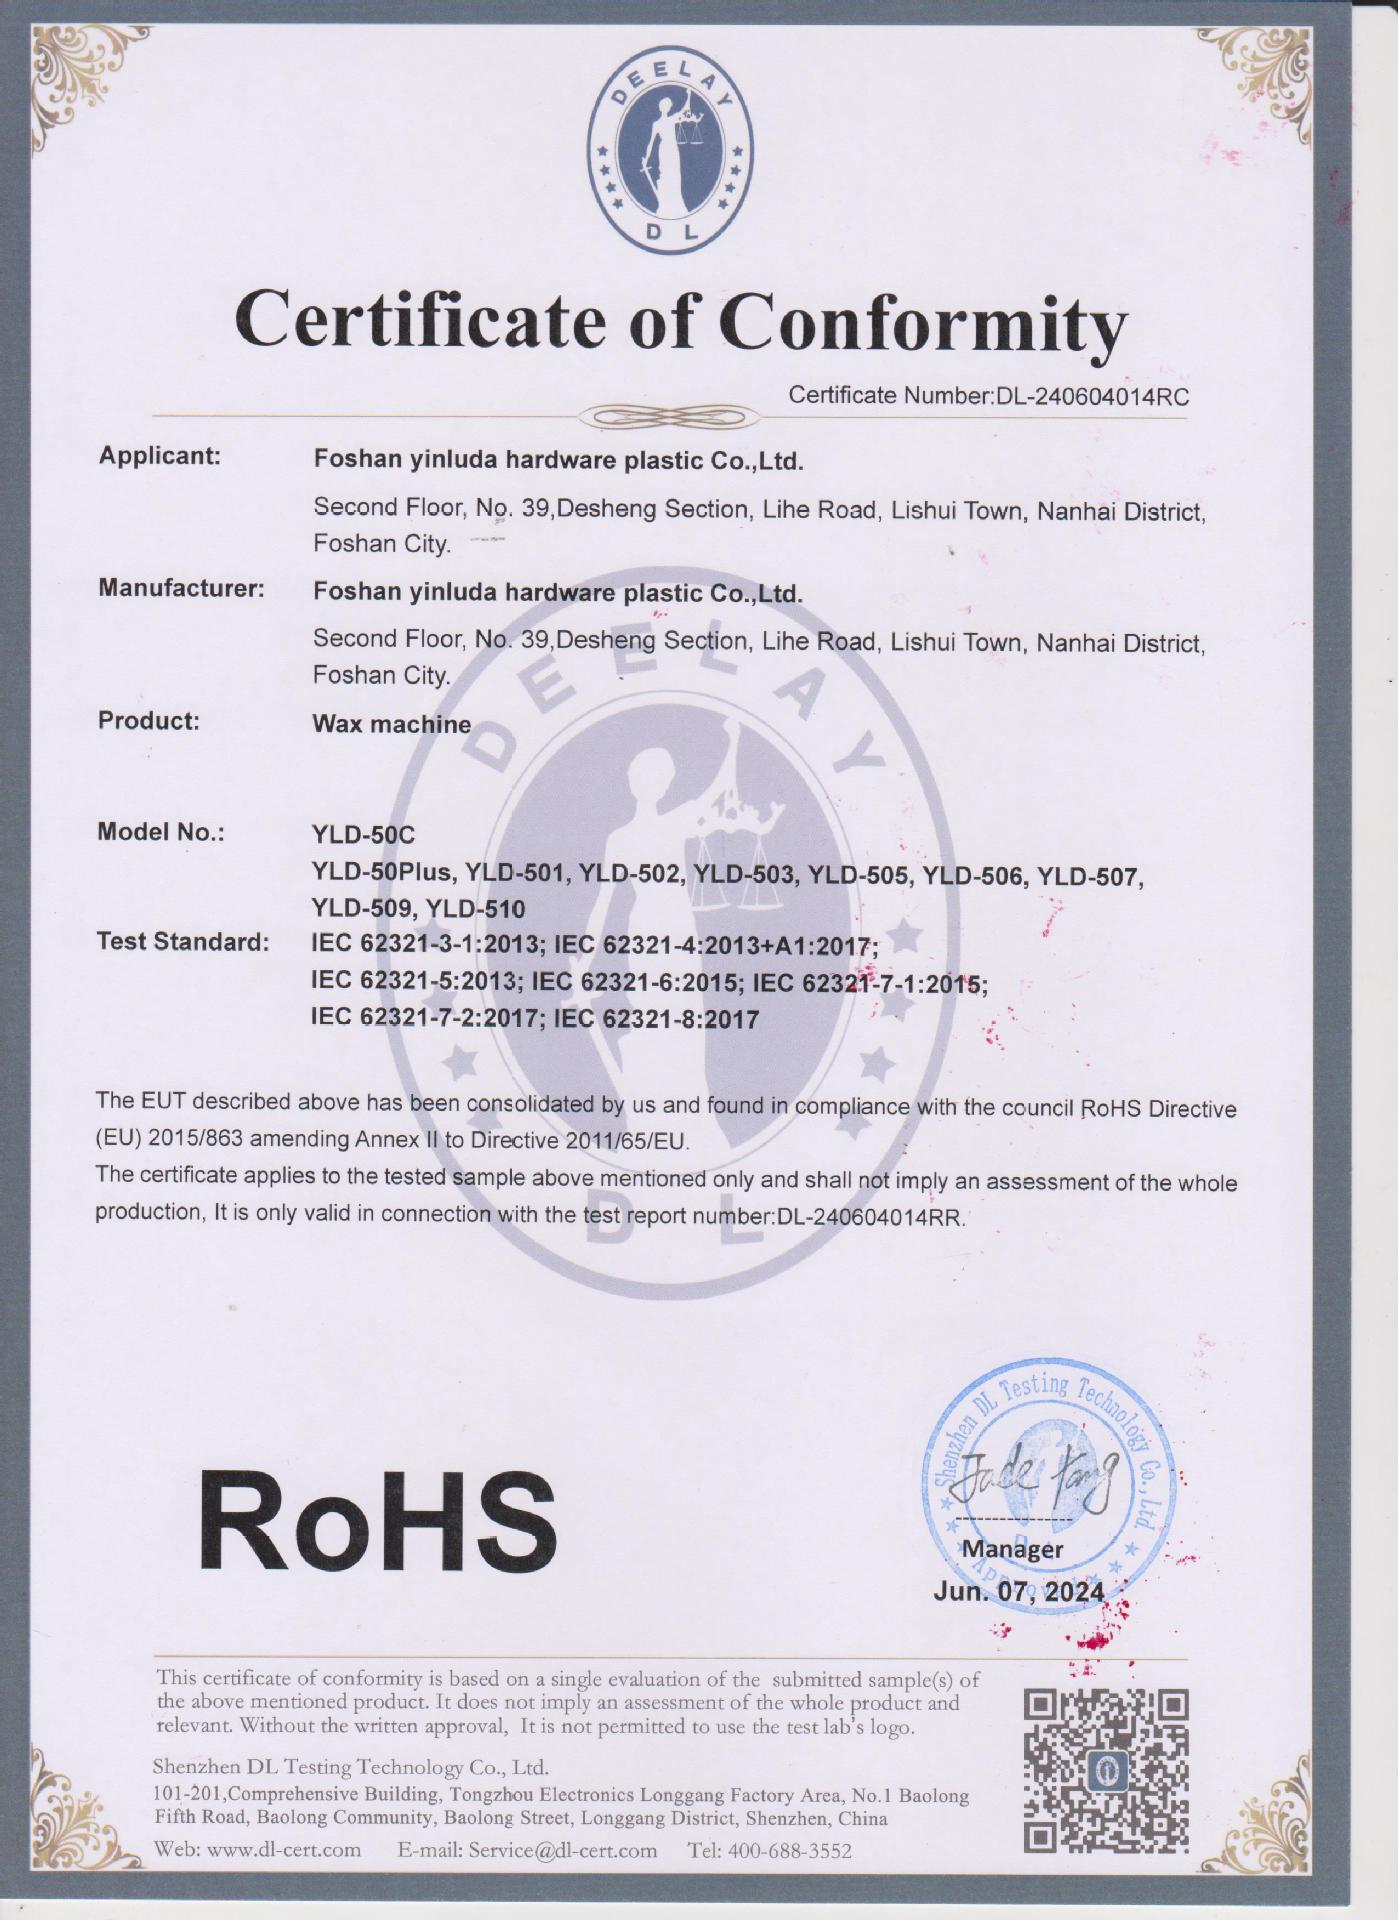 DEELAY
DL
Certificate of Conformity
Certificate Number:DL-240604014RC
Applicant: Foshan yinluda hardware plastic Co.,Ltd.
Second Floor, No. 39,Desheng Section, Lihe Road, Lishui Town, Nanhai District,
Foshan City.
Manufacturer: Foshan yinluda hardware plastic Co.,Ltd.
Second Floor, No. 39,Desheng Section, Lihe Road, Lishui Town, Nanhai District,
Foshan City.
Product: Wax machine
Model No.: YLD-50C
YLD-50Plus, YLD-501, YLD-502, YLD-503, YLD-505, YLD-506, YLD-507,
YLD-509, YLD-510
Test Standard: IEC 62321-3-1:2013; IEC 62321-4:2013+A1:2017;
IEC 62321-5:2013; IEC 62321-6:2015; IEC 62321-7-1:2015;
IEC 62321-7-2:2017; IEC 62321-8:2017
DEELAY
DL
The EUT described above has been consolidated by us and found in compliance with the council RoHS Directive
(EU) 2015/863 amending Annex II to Directive 2011/65/EU.
The certificate applies to the tested sample above mentioned only and shall not imply an assessment of the whole
production, It is only valid in connection with the test report number:DL-240604014RR.
RoHS
Shenzhen DL Testing Technology Co., Ltd
Jade Yang
Manager
Approval
Jun. 07, 2024
This certificate of conformity is based on a single evaluation of the submitted sample(s) of
the above mentioned product. It does not imply an assessment of the whole product and
relevant. Without the written approval, It is not permitted to use the test lab's logo.
Shenzhen DL Testing Technology Co., Ltd.
101-201,Comprehensive Building, Tongzhou Electronics Longgang Factory Area, No.1 Baolong
Fifth Road, Baolong Community, Baolong Street, Longgang District, Shenzhen, China
Web: www.dl-cert.com E-mail: Service@dl-cert.com Tel: 400-688-3552